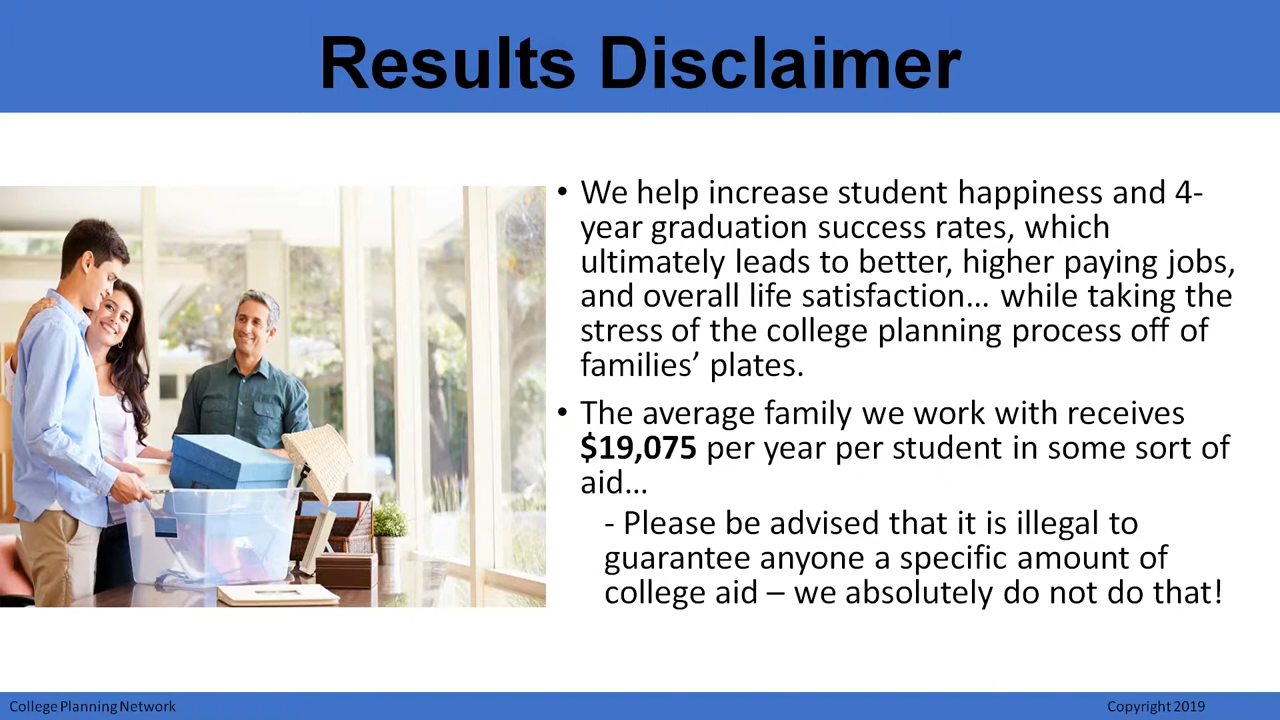 Results Disclaimer
• We help increase student happiness and 4-
year graduation success rates, which
ultimately leads to better, higher paying jobs,
and overall life satisfaction… while taking the
stress of the college planning process off of
families’ plates.
• The average family we work with receives
$19,075 per year per student in some sort of
aid…
- Please be advised that it is illegal to
guarantee anyone a specific amount of
college aid – we absolutely do not do that!
College Planning Network
Copyright 2019